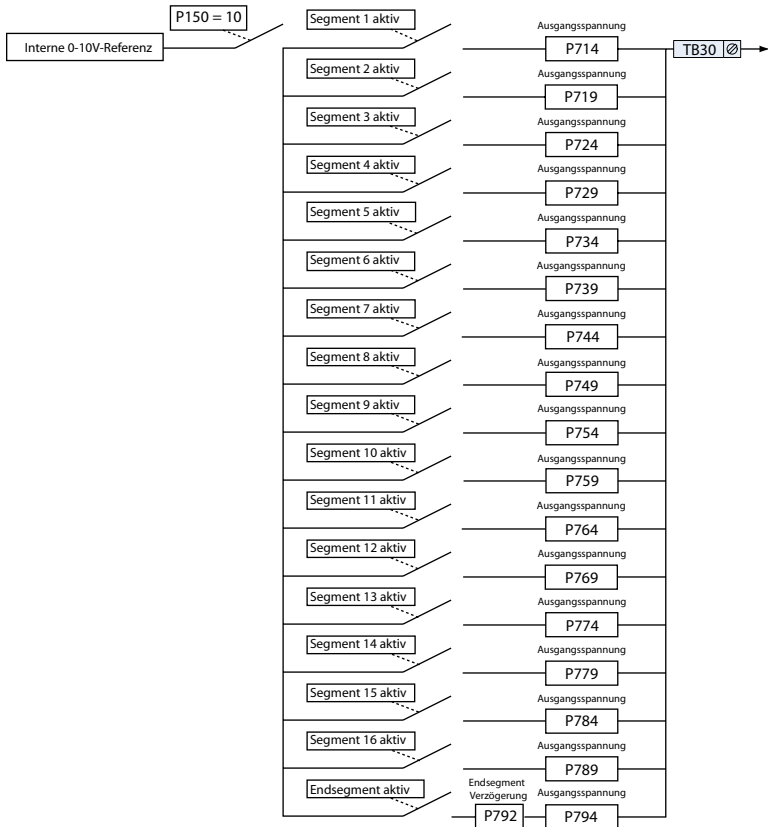 P150 = 10
Interne 0-10V-Referenz
Segment 1 aktiv
Ausgangsspannung
P714
TB30
Segment 2 aktiv
Ausgangsspannung
P719
Segment 3 aktiv
Ausgangsspannung
P724
Segment 4 aktiv
Ausgangsspannung
P729
Segment 5 aktiv
Ausgangsspannung
P734
Segment 6 aktiv
Ausgangsspannung
P739
Segment 7 aktiv
Ausgangsspannung
P744
Segment 8 aktiv
Ausgangsspannung
P749
Segment 9 aktiv
Ausgangsspannung
P754
Segment 10 aktiv
Ausgangsspannung
P759
Segment 11 aktiv
Ausgangsspannung
P764
Segment 12 aktiv
Ausgangsspannung
P769
Segment 13 aktiv
Ausgangsspannung
P774
Segment 14 aktiv
Ausgangsspannung
P779
Segment 15 aktiv
Ausgangsspannung
P784
Segment 16 aktiv
Ausgangsspannung
P789
Endsegment aktiv
Endsegment
Verzögerung
P792
Ausgangsspannung
P794